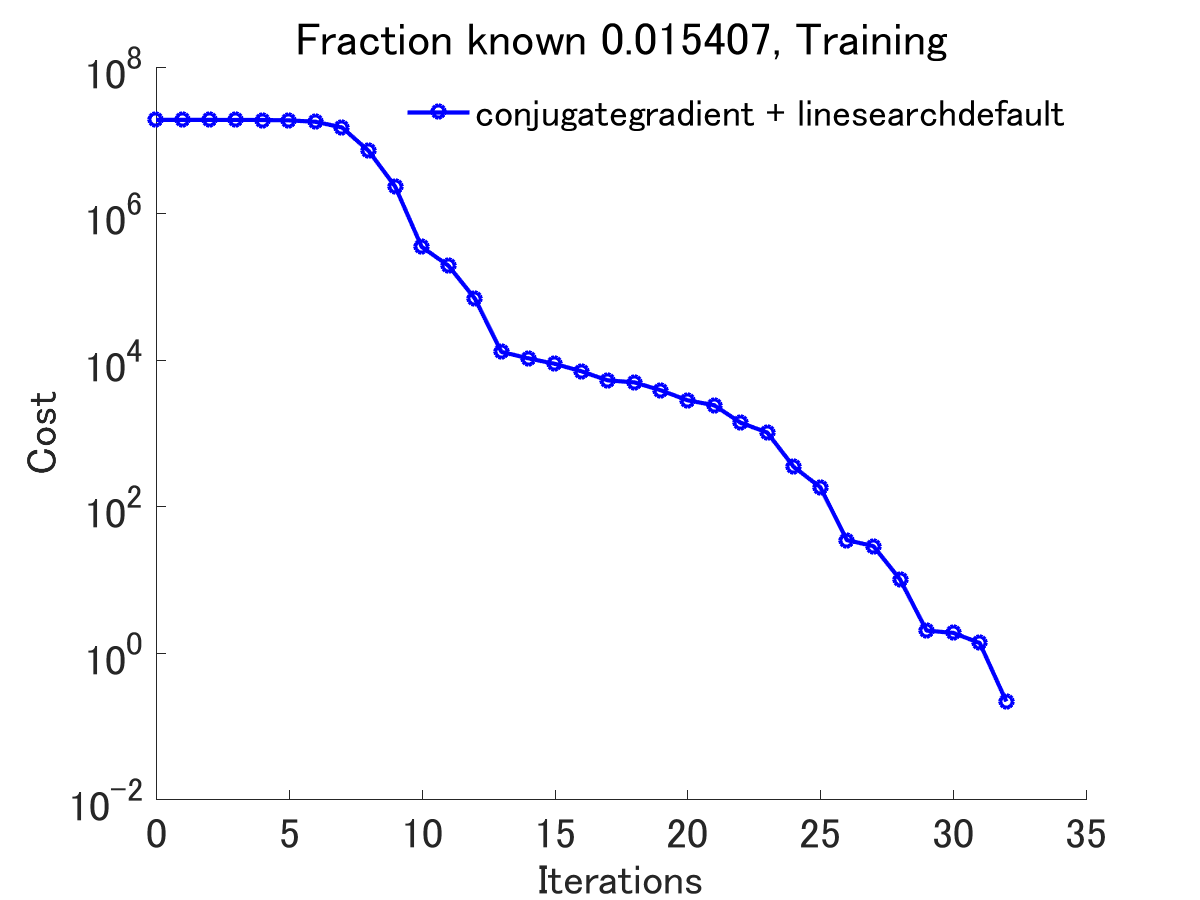 Fraction known 0.015407, Training
conjugategradient + linesearchdefault
10^8
10^6
10^4
10^2
10^0
10^-2
Cost
0 5 10 15 20 25 30 35
Iterations